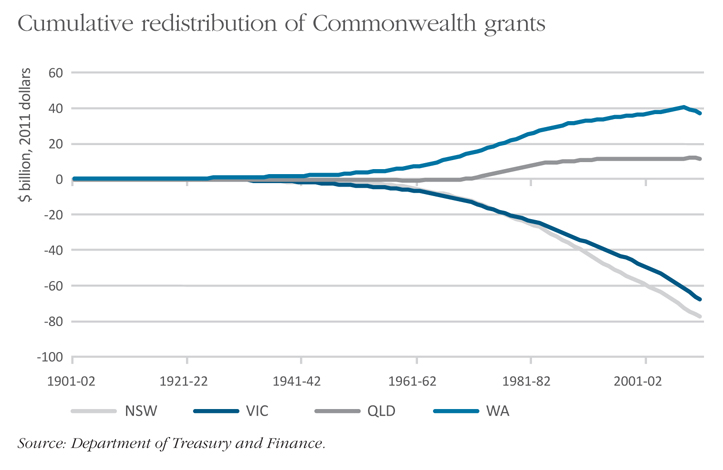 Cumulative redistribution of Commonwealth grants
$ billion, 2011 dollars
60
40
20
0
-20
-40
-60
-80
-100
1901-02 1921-22 1941-42 1961-62 1981-82 2001-02
NSW VIC QLD WA
Source: Department of Treasury and Finance.